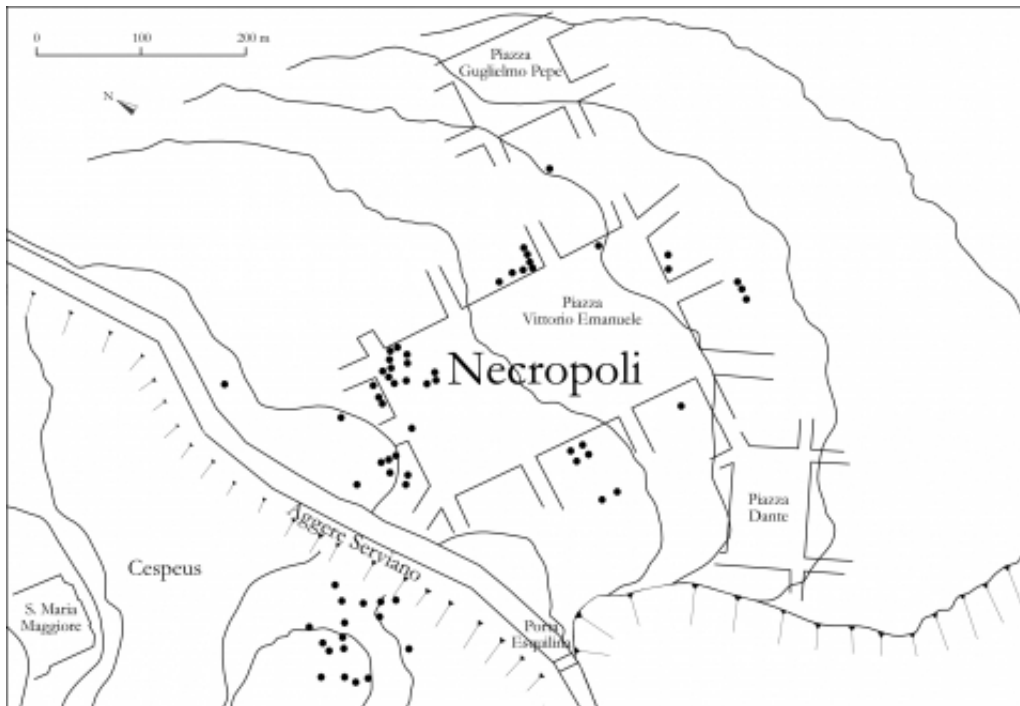 0 100 200 m
Piazza
Guglielmo Pepe
N
Piazza
Vittorio Emanuele
Necropoli
Aggere Serviano
Piazza
Dante
Cespeus
S. Maria
Maggiore
Porta
Esquilina